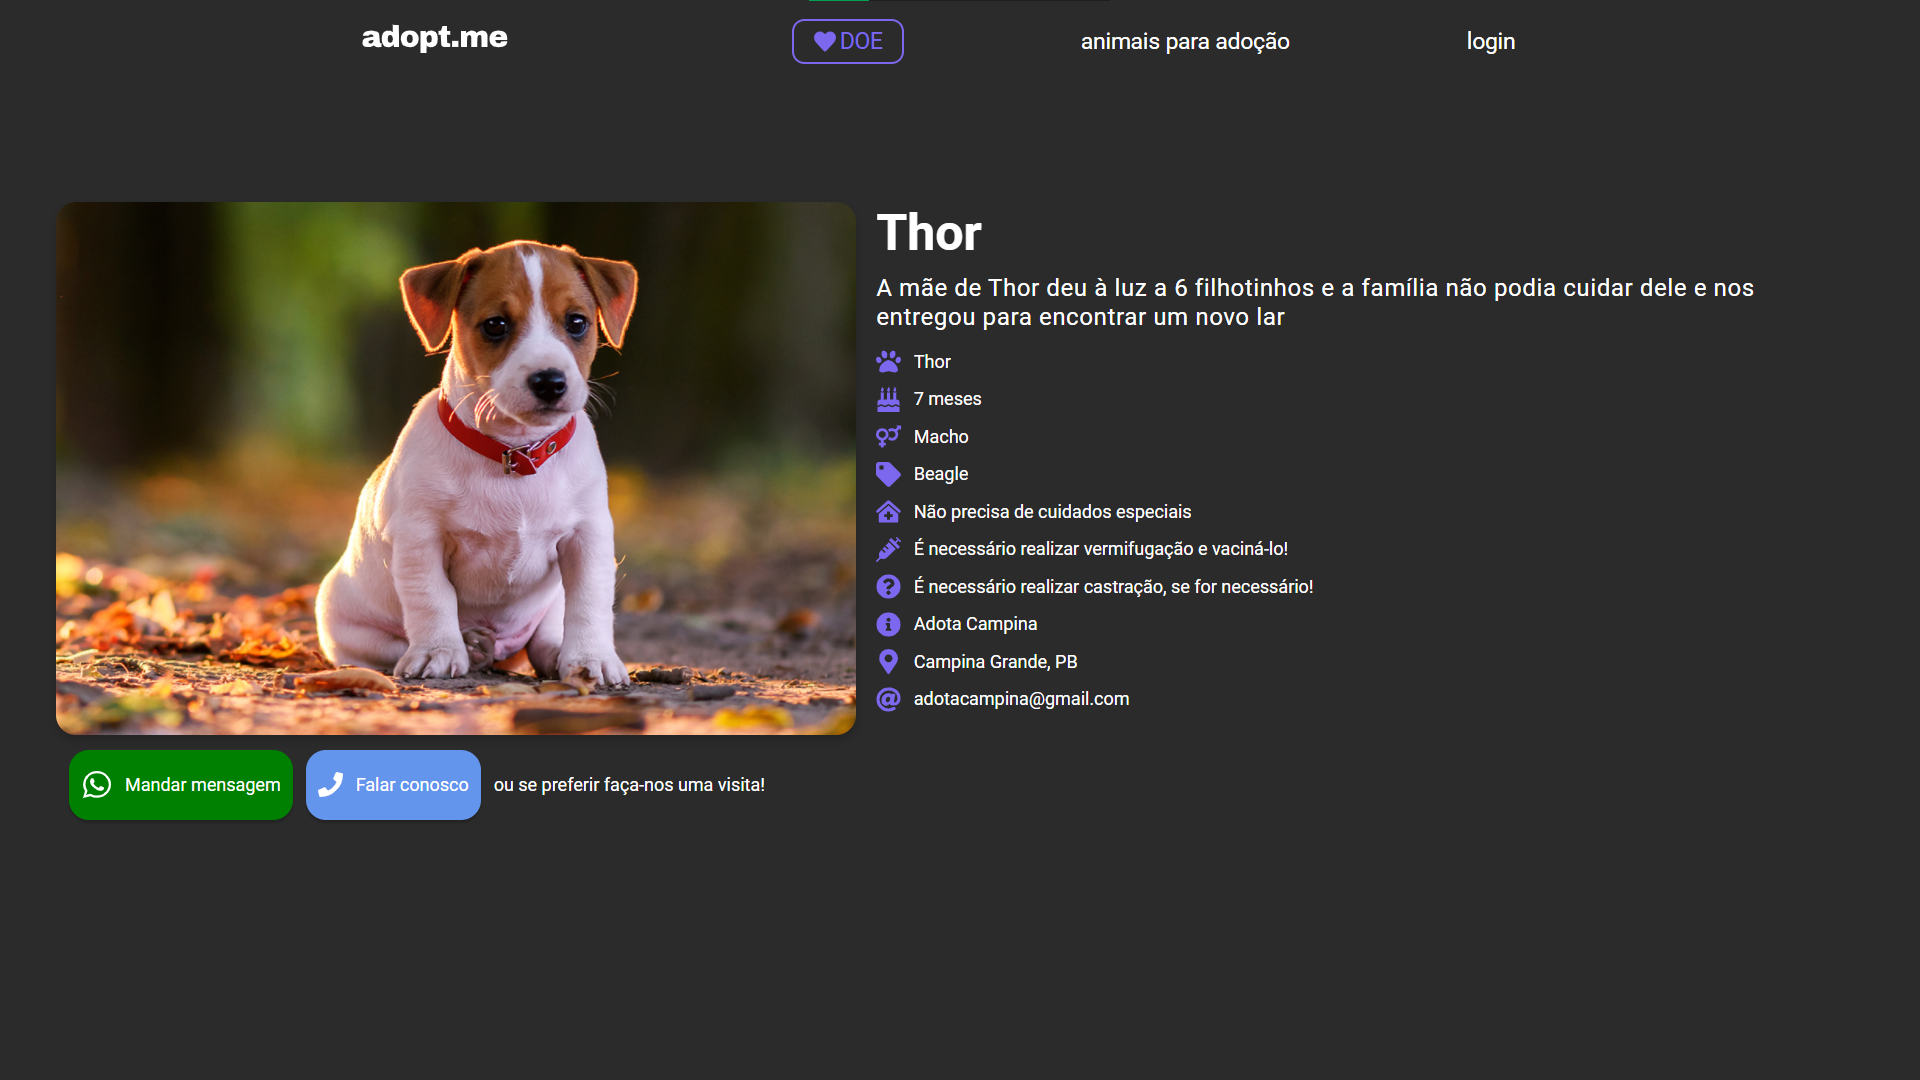 adopt.me
DOE
animais para adoção
login
Thor
A mãe de Thor deu à luz a 6 filhotinhos e a família não podia cuidar dele e nos
entregou para encontrar um novo lar
Thor
7 meses
Macho
Beagle
Não precisa de cuidados especiais
É necessário realizar vermifugação e vaciná-lo!
É necessário realizar castração, se for necessário!
Adota Campina
Campina Grande, PB
adotacampina@gmail.com
Mandar mensagem
Falar conosco
ou se preferir faça-nos uma visita!